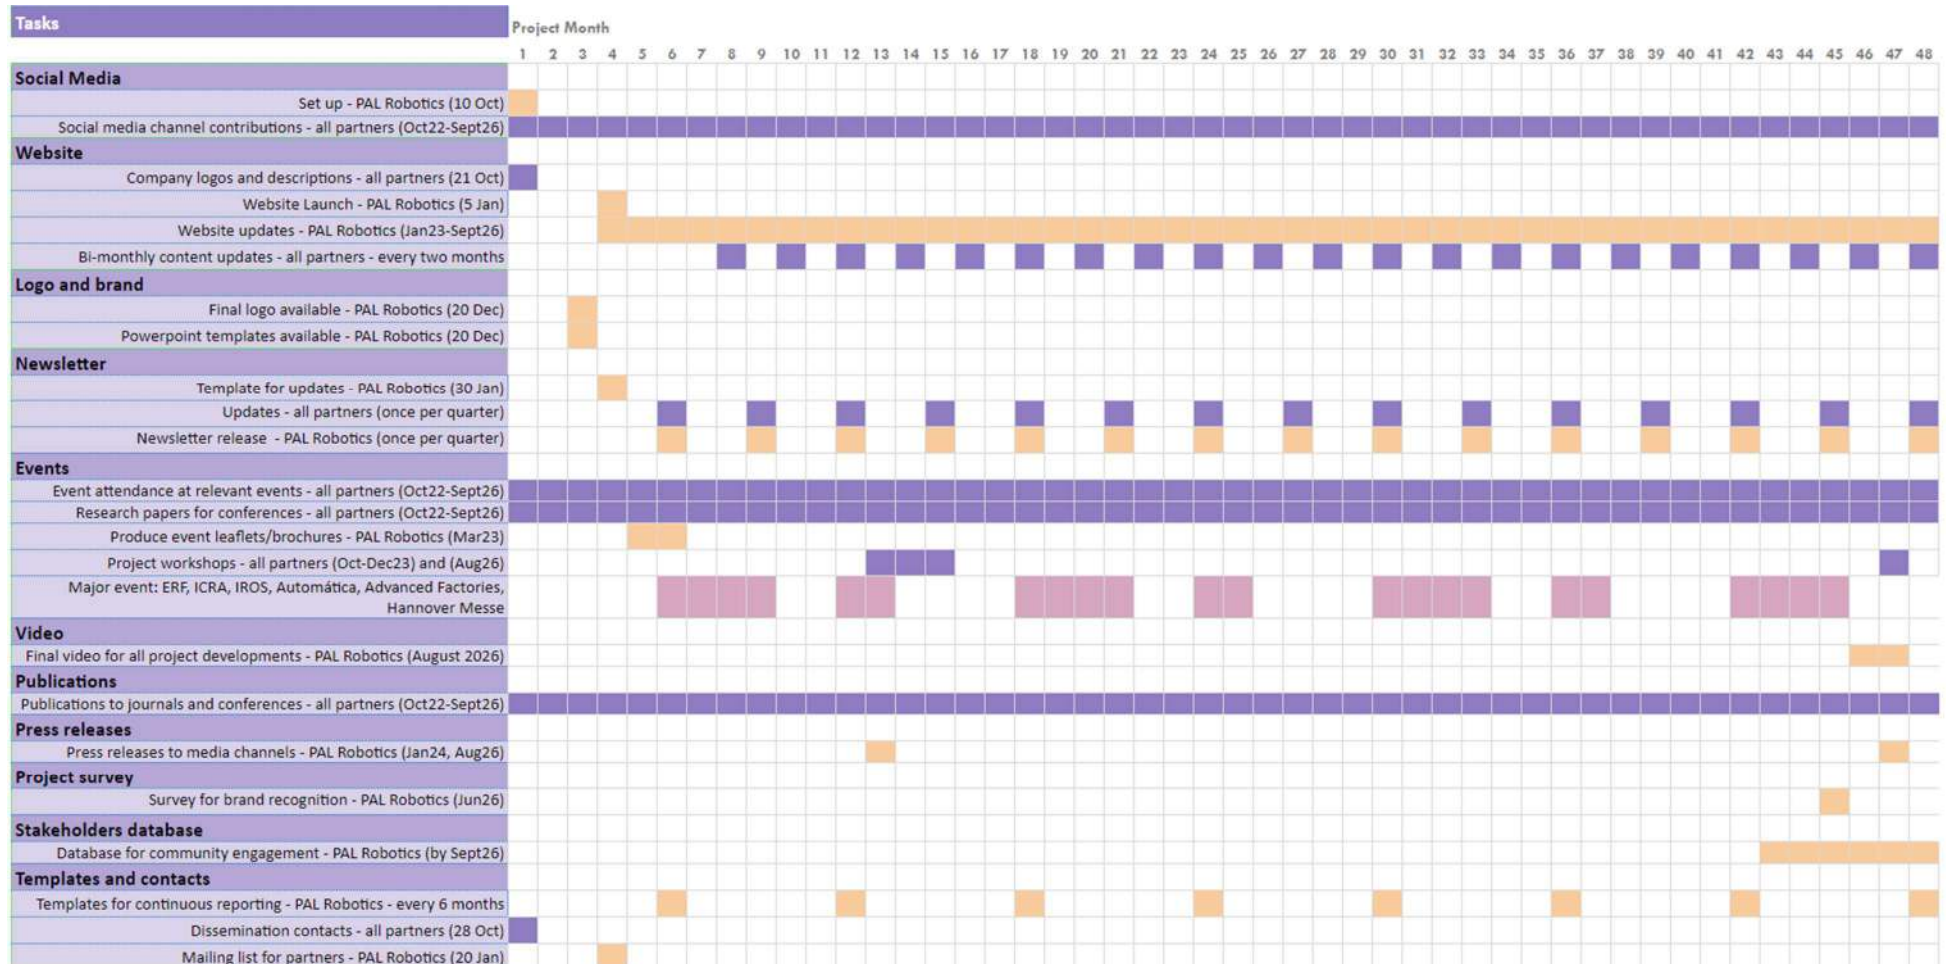 Tasks
Project Month
1 2 3 4 5 6 7 8 9 10 11 12 13 14 15 16 17 18 19 20 21 22 23 24 25 26 27 28 29 30 31 32 33 34 35 36 37 38 39 40 41 42 43 44 45 46 47 48
Social Media
Set up - PAL Robotics (10 Oct)
Social media channel contributions - all partners (Oct22-Sept26)
Website
Company logos and descriptions - all partners (21 Oct)
Website Launch - PAL Robotics (5 Jan)
Website updates - PAL Robotics (Jan23-Sept26)
Bi-monthly content updates - all partners - every two months
Logo and brand
Final logo available - PAL Robotics (20 Dec)
Powerpoint templates available - PAL Robotics (20 Dec)
Newsletter
Template for updates - PAL Robotics (30 Jan)
Updates - all partners (once per quarter)
Newsletter release - PAL Robotics (once per quarter)
Events
Event attendance at relevant events - all partners (Oct22-Sept26)
Research papers for conferences - all partners (Oct22-Sept26)
Produce event leaflets/brochures - PAL Robotics (Mar23)
Project workshops - all partners (Oct-Dec23) and (Aug26)
Major event: ERF, ICRA, IROS, Automática, Advanced Factories,
Hannover Messe
Video
Final video for all project developments - PAL Robotics (August 2026)
Publications
Publications to journals and conferences - all partners (Oct22-Sept26)
Press releases
Press releases to media channels - PAL Robotics (Jan24, Aug26)
Project survey
Survey for brand recognition - PAL Robotics (Jun26)
Stakeholders database
Database for community engagement - PAL Robotics (by Sept26)
Templates and contacts
Templates for continuous reporting - PAL Robotics - every 6 months
Dissemination contacts - all partners (28 Oct)
Mailing list for partners - PAL Robotics (20 Jan)